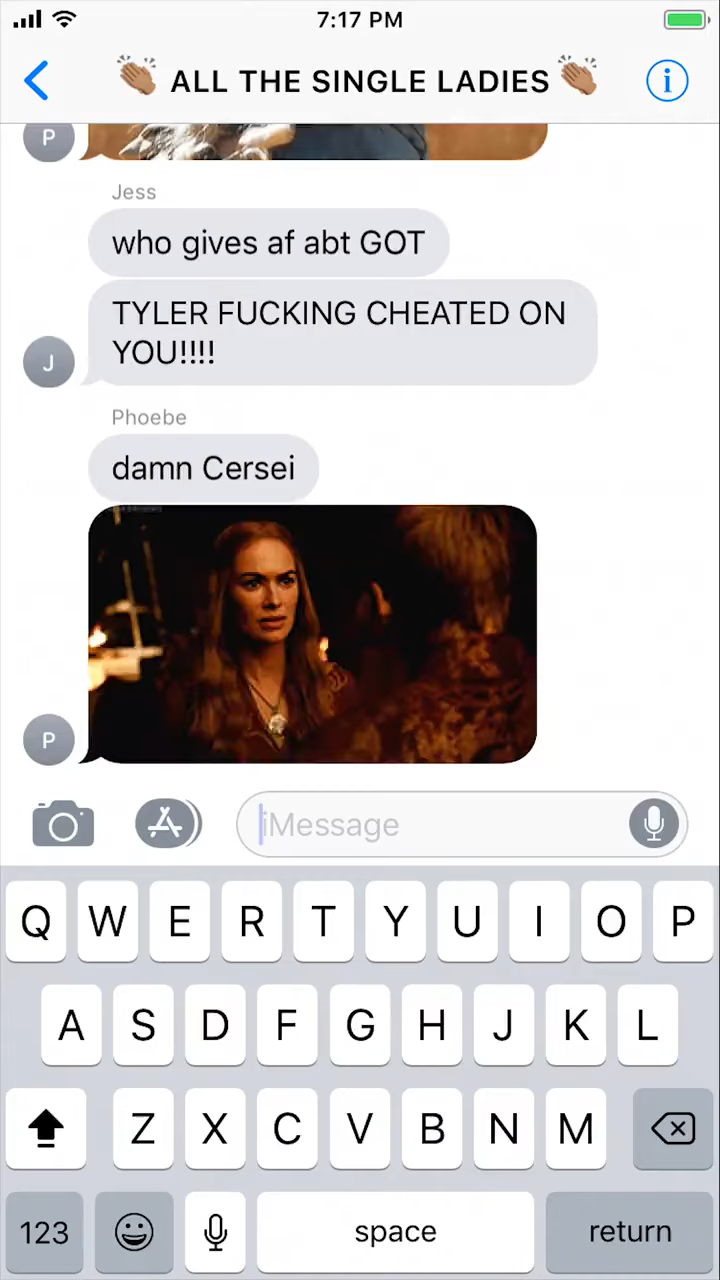 7:17 PM
👏🏽 ALL THE SINGLE LADIES 👏🏽
P
Jess
who gives af abt GOT
TYLER FUCKING CHEATED ON
YOU!!!!
J
Phoebe
damn Cersei
P
iMessage
Q W E R T Y U I O P
A S D F G H J K L
Z X C V B N M
123 space return